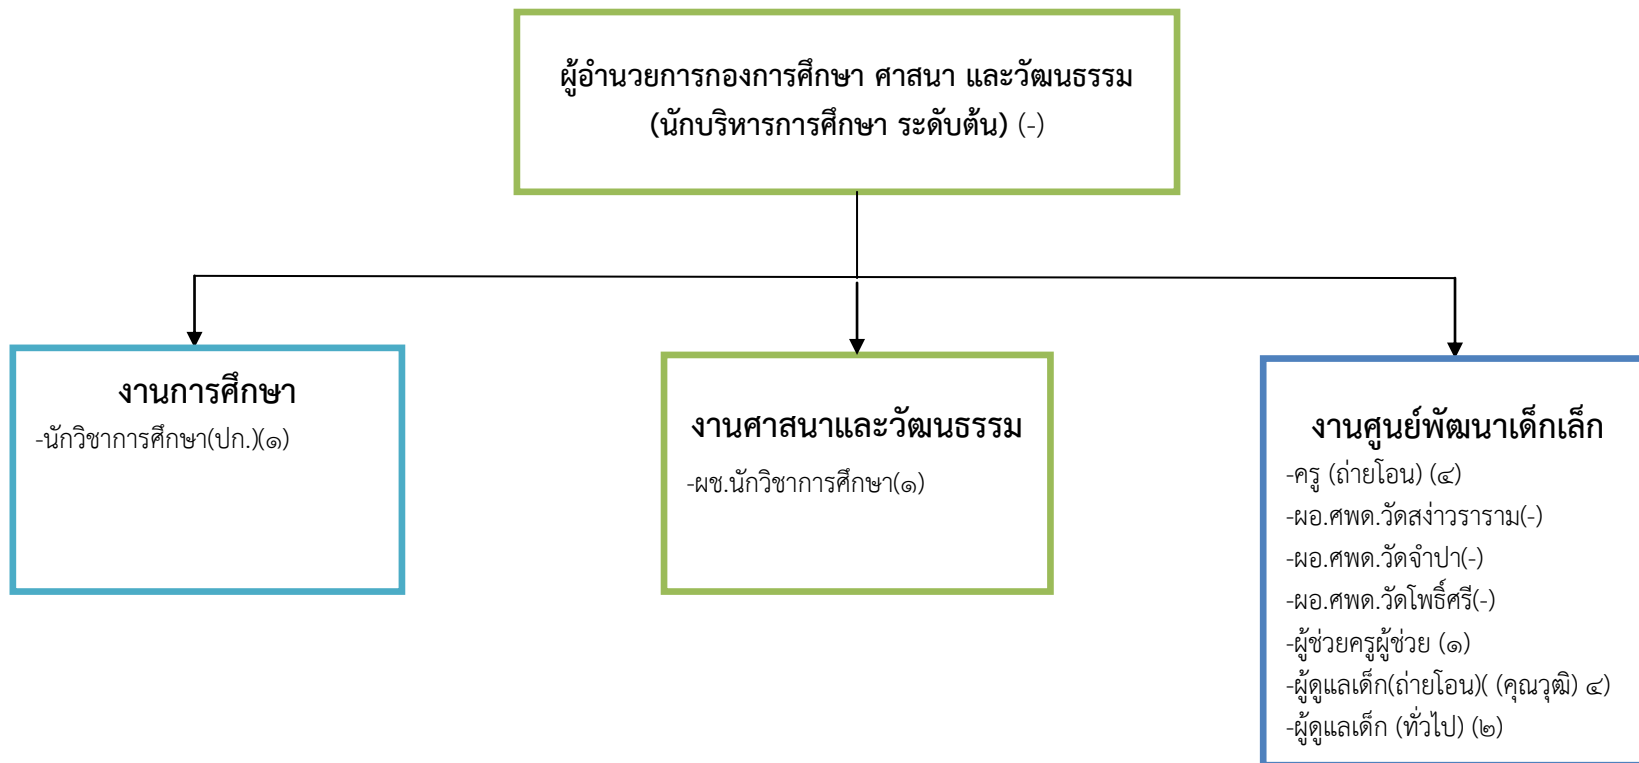 ผู้อำนวยการกองการศึกษา ศาสนา และวัฒนธรรม
(นักบริหารการศึกษา ระดับต้น) (-)
งานการศึกษา
-นักวิชาการศึกษา(ปก.)(๑)
งานศาสนาและวัฒนธรรม
-ผช.นักวิชาการศึกษา(๑)
งานศูนย์พัฒนาเด็กเล็ก
-ครู (ถ่ายโอน) (๔)
-ผอ.ศพด.วัดสง่าวราราม(-)
-ผอ.ศพด.วัดจำปา(-)
-ผอ.ศพด.วัดโพธิ์ศรี(-)
-ผู้ช่วยครูผู้ช่วย (๑)
-ผู้ดูแลเด็ก(ถ่ายโอน)( (คุณวุฒิ) ๔)
-ผู้ดูแลเด็ก (ทั่วไป) (๒)